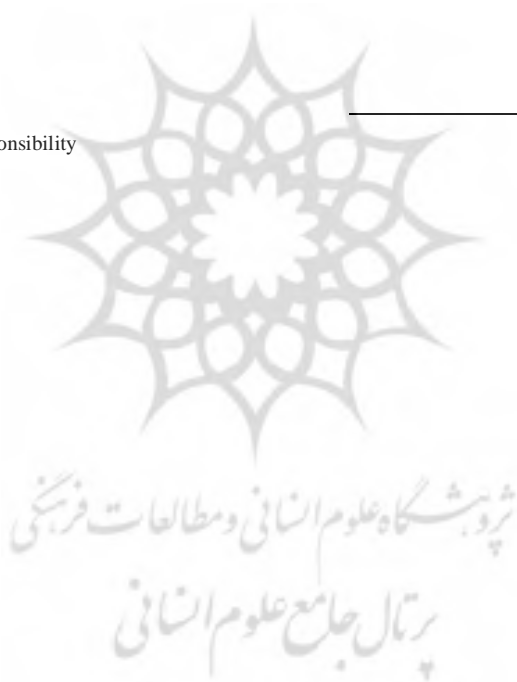 onsibility
پژوهشگاه علوم انسانی و مطالعات فرهنگی
پرتال جامع علوم انسانی